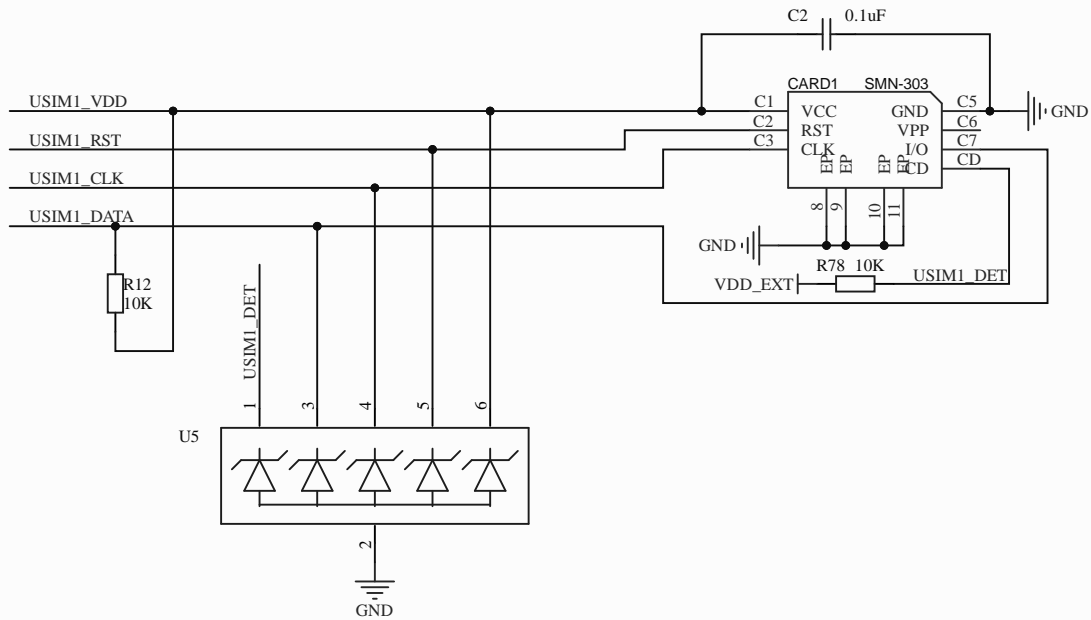 C2 0.1uF
CARD1 SMN-303
USIM1_VDD C1 VCC GND C5 GND
C2 RST VPP C6
USIM1_RST C3 CLK I/O C7
EP EP EP EP CD CD
USIM1_CLK
8 9 10 11
USIM1_DATA
GND
R78 10K
VDD_EXT USIM1_DET
R12
10K
USIM1_DET
1 3 4 5 6
U5
2
GND